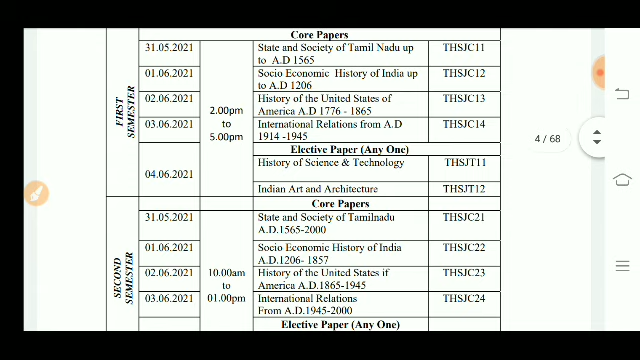 Core Papers
FIRST SEMESTER
2.00pm
to
5.00pm
31.05.2021 State and Society of Tamil Nadu up to A.D 1565 THSJC11
01.06.2021 Socio Economic History of India up to A.D 1206 THSJC12
02.06.2021 History of the United States of America A.D 1776 - 1865 THSJC13
03.06.2021 International Relations from A.D 1914 -1945 THSJC14
Elective Paper (Any One)
04.06.2021 History of Science & Technology THSJT11
Indian Art and Architecture THSJT12
4 / 68
Core Papers
SECOND SEMESTER
10.00am
to
01.00pm
31.05.2021 State and Society of Tamilnadu A.D.1565-2000 THSJC21
01.06.2021 Socio Economic History of India A.D.1206- 1857 THSJC22
02.06.2021 History of the United States if America A.D.1865-1945 THSJC23
03.06.2021 International Relations From A.D.1945-2000 THSJC24
Elective Paper (Any One)